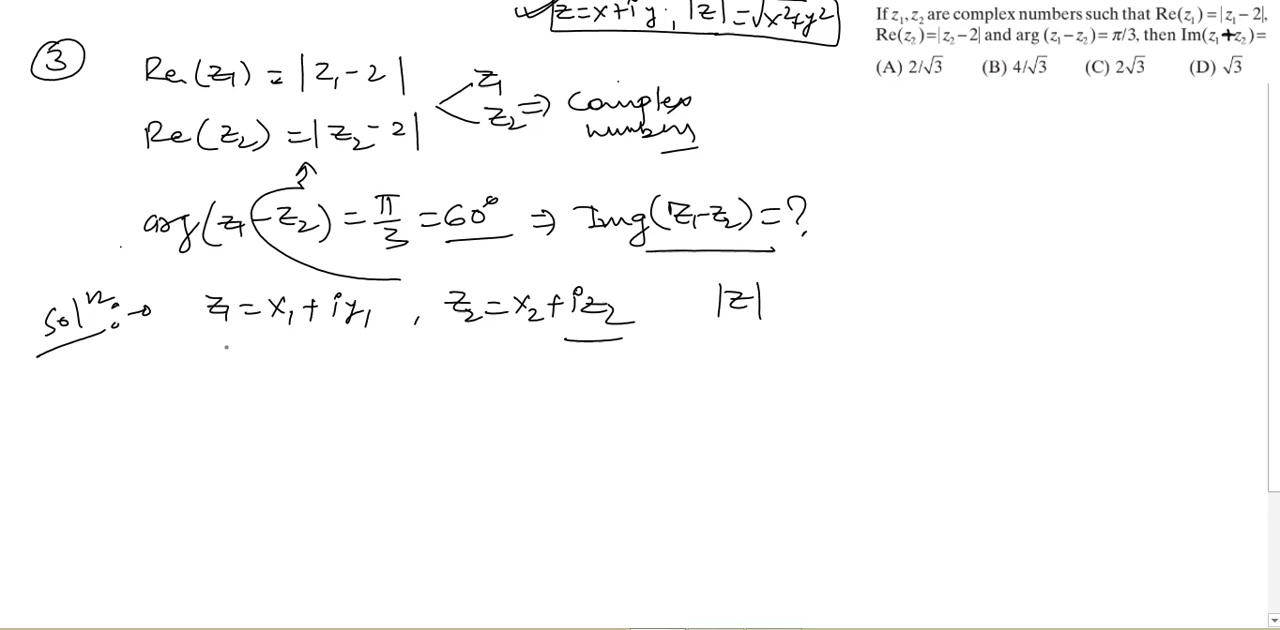 z=x+iy, |z|=√x²+y²
If z₁, z₂ are complex numbers such that Re(z₁)=|z₁−2|,
Re(z₂)=|z₂−2| and arg (z₁−z₂)= π/3, then Im(z₁+z₂)=
(A) 2/√3 (B) 4/√3 (C) 2√3 (D) √3
③ Re(z₁) = |z₁−2|
Re(z₂) =|z₂−2| < z₁ z₂ ⇒ Complex numbers
arg(z₁−z₂) = π/3 = 60° ⇒ Img(z₁−z₂)=?
Solⁿ:→ z₁ = x₁+iy₁ , z₂=x₂+iz₂ |z|